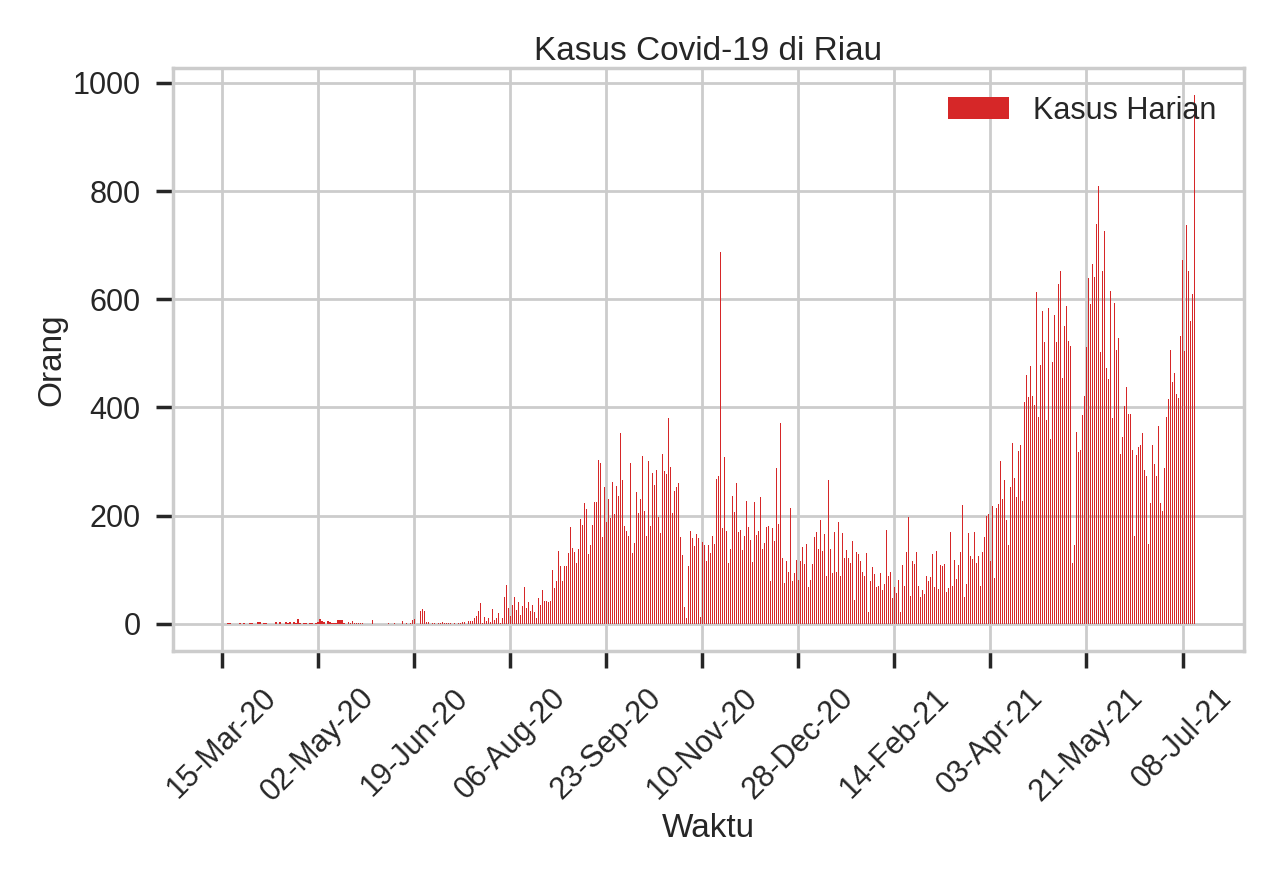 Kasus Covid-19 di Riau
Kasus Harian
1000
800
600
400
200
0
Orang
15-Mar-20
02-May-20
19-Jun-20
06-Aug-20
23-Sep-20
10-Nov-20
28-Dec-20
14-Feb-21
03-Apr-21
21-May-21
08-Jul-21
Waktu